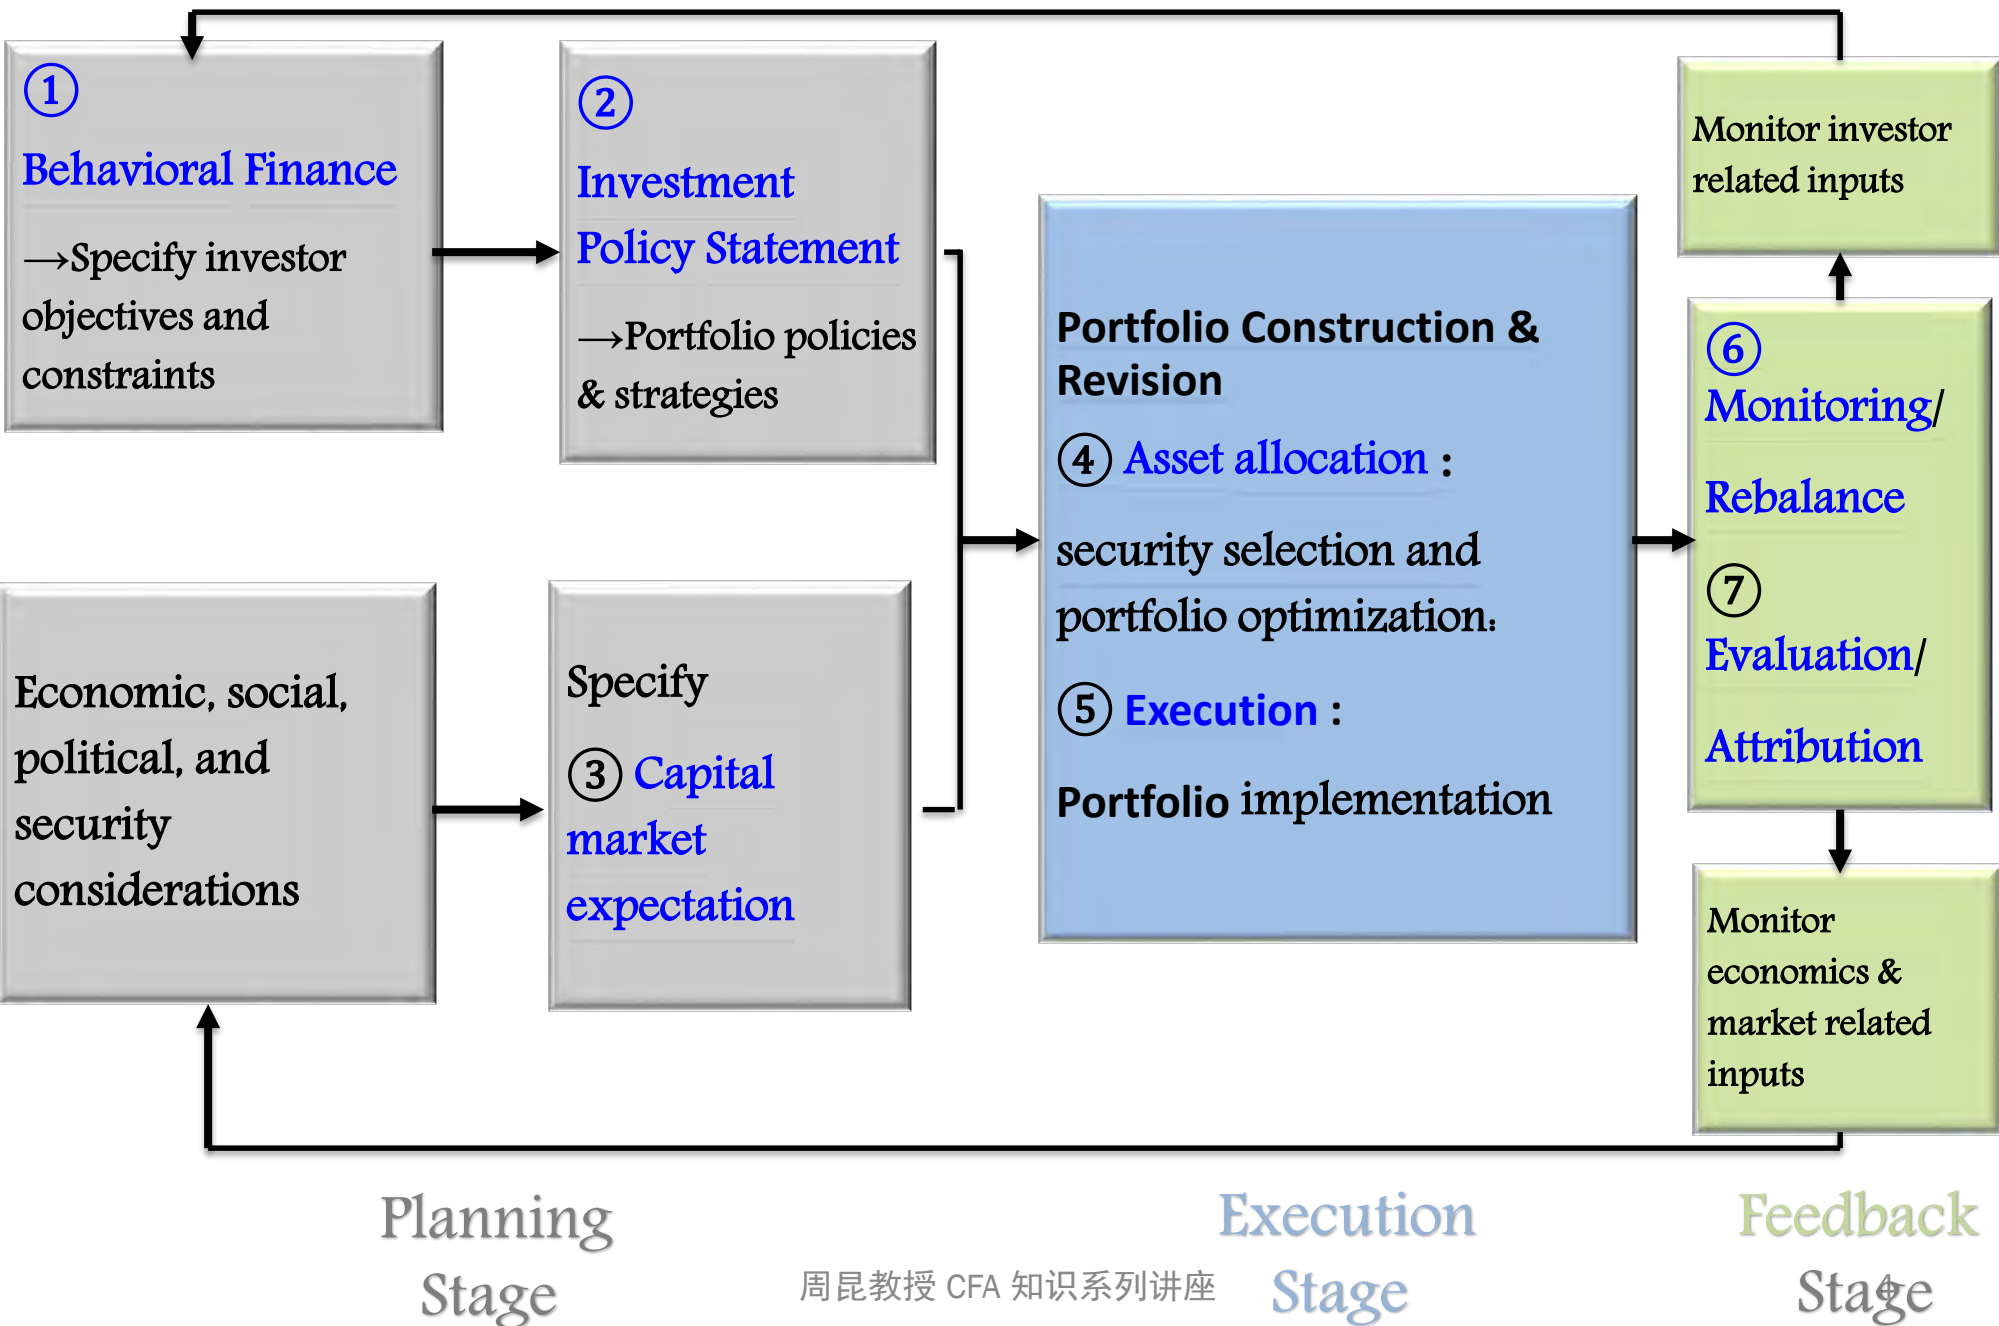 ①
Behavioral Finance
→Specify investor
objectives and
constraints
②
Investment
Policy Statement
→Portfolio policies
& strategies
Economic, social,
political, and
security
considerations
Specify
③ Capital
market
expectation
Portfolio Construction &
Revision
④ Asset allocation :
security selection and
portfolio optimization:
⑤ Execution :
Portfolio implementation
Monitor investor
related inputs
⑥
Monitoring/
Rebalance
⑦
Evaluation/
Attribution
Monitor
economics &
market related
inputs
Planning
Stage
Execution
Stage
Feedback
Stage
周昆教授 CFA 知识系列讲座